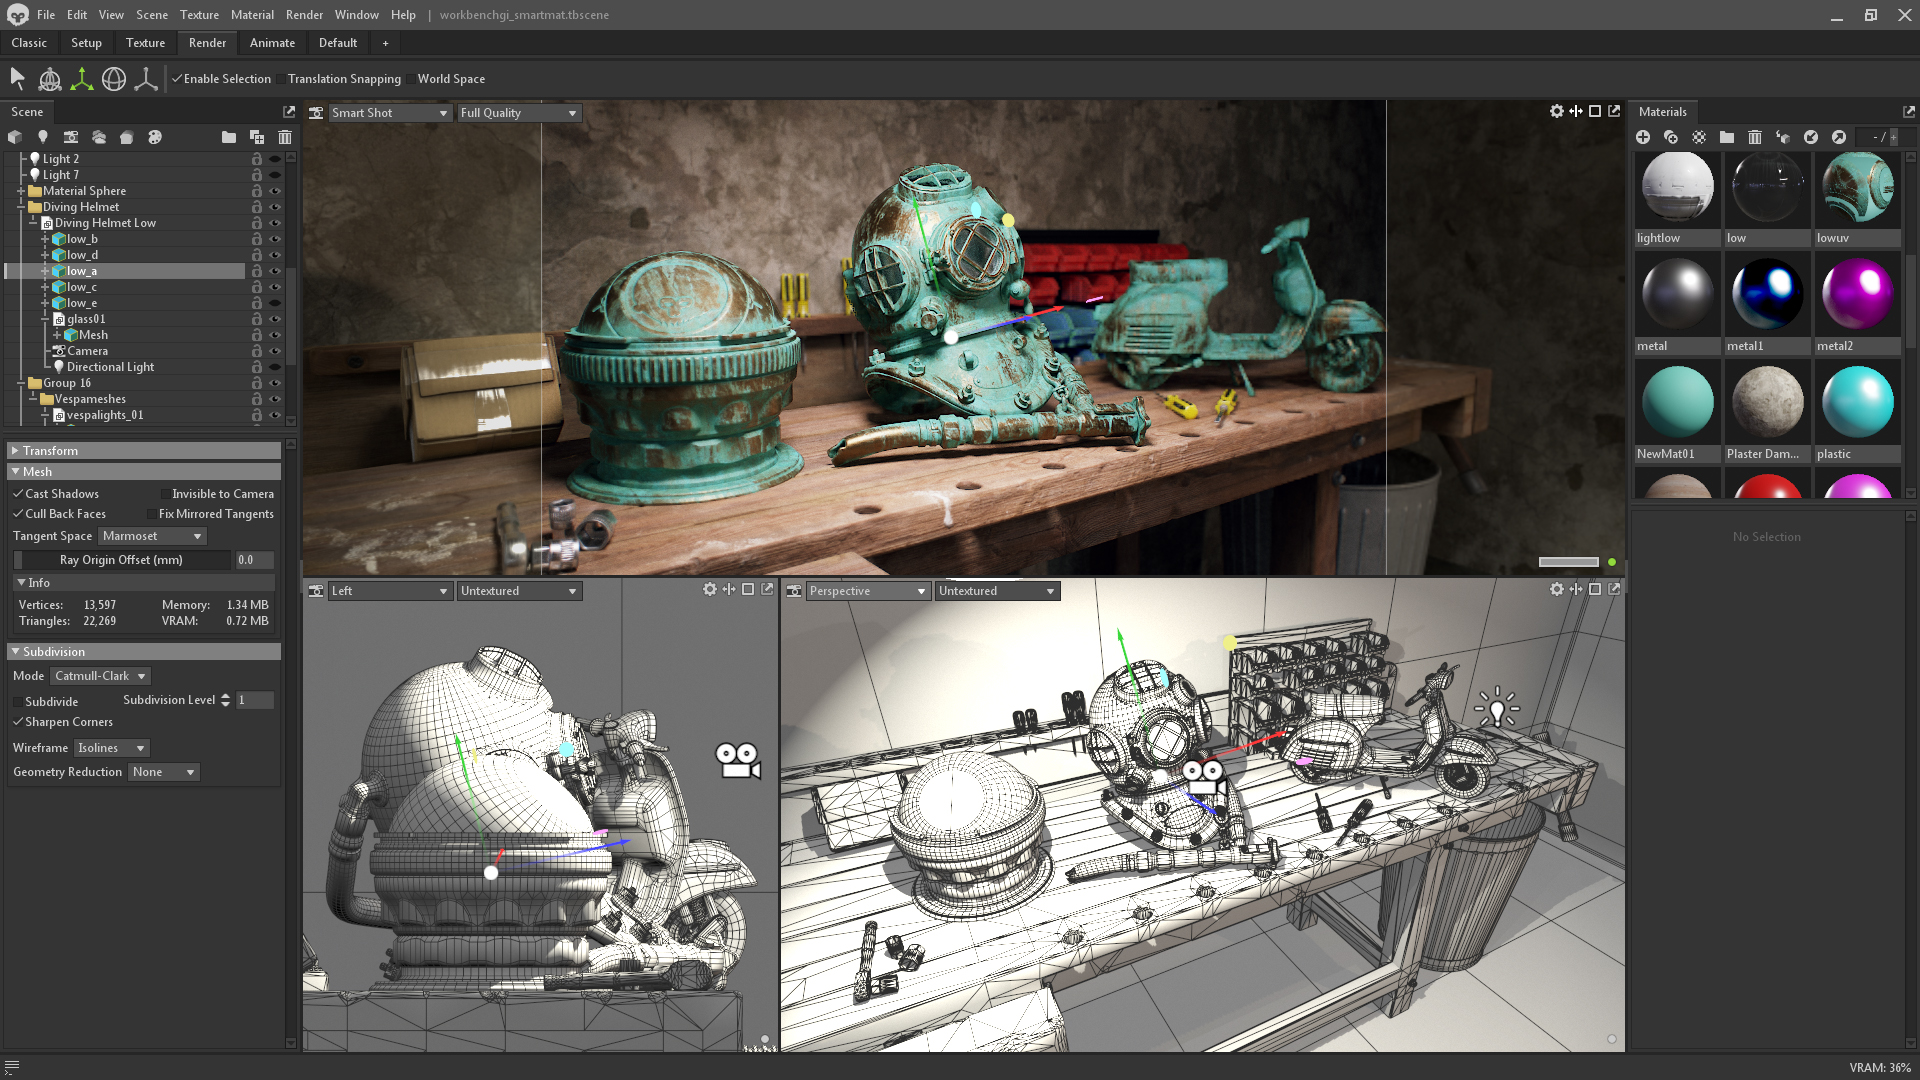 File Edit View Scene Texture Material Render Window Help | workbenchgi_smartmat.tbscene
Classic Setup Texture Render Animate Default +
Enable Selection Translation Snapping World Space
Scene
Light 2
Light 7
Material Sphere
Diving Helmet
Diving Helmet Low
low_b
low_d
low_a
low_c
low_e
glass01
Mesh
Camera
Directional Light
Group 16
Vespameshes
vespalights_01
Transform
Mesh
Cast Shadows Invisible to Camera
Cull Back Faces Fix Mirrored Tangents
Tangent Space Marmoset
Ray Origin Offset (mm) 0.0
Info
Vertices: 13,597 Memory: 1.34 MB
Triangles: 22,269 VRAM: 0.72 MB
Subdivision
Mode Catmull-Clark
Subdivide Subdivision Level 1
Sharpen Corners
Wireframe Isolines
Geometry Reduction None
Smart Shot Full Quality
Left Untextured
Perspective Untextured
Materials
- / +
lightlow low lowuv
metal metal1 metal2
NewMat01 Plaster Dam... plastic
No Selection
VRAM: 36%